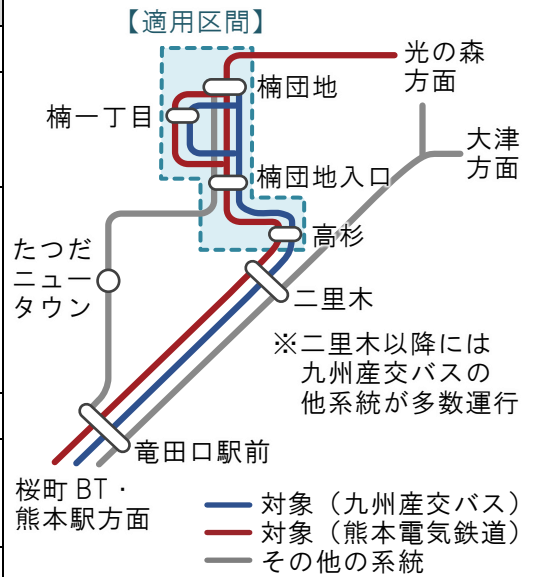 【適用区間】
光の森
方面
楠団地
楠一丁目
大津
方面
楠団地入口
高杉
たつだ
ニュー
タウン
二里木
※二里木以降には
九州産交バスの
他系統が多数運行
竜田口駅前
桜町 BT・
熊本駅方面
対象（九州産交バス）
対象（熊本電気鉄道）
その他の系統